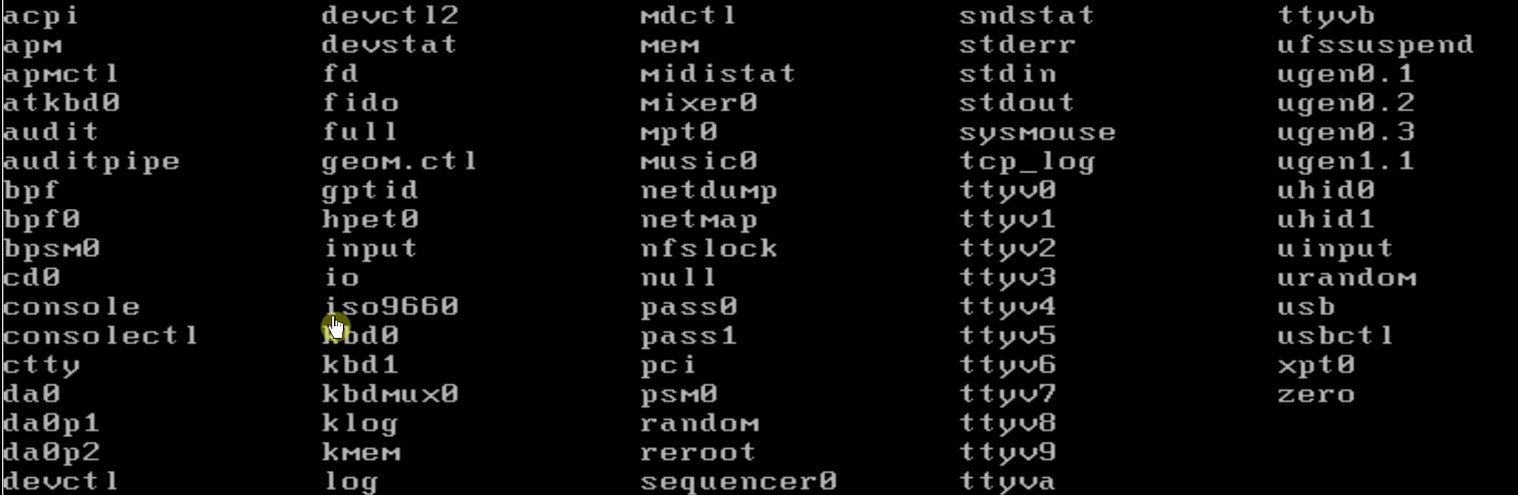 acpi devctl2 mdctl sndstat ttyvb
apm devstat mem stderr ufssuspend
apmctl fd midistat stdin ugen0.1
atkbd0 fido mixer0 stdout ugen0.2
audit full mpt0 sysmouse ugen0.3
auditpipe geom.ctl music0 tcp_log ugen1.1
bpf gptid netdump ttyv0 uhid0
bpf0 hpet0 netmap ttyv1 uhid1
bpsm0 input nfslock ttyv2 uinput
cd0 io null ttyv3 urandom
console iso9660 pass0 ttyv4 usb
consolectl kbd0 pass1 ttyv5 usbctl
ctty kbd1 pci ttyv6 xpt0
da0 kbdmux0 psm0 ttyv7 zero
da0p1 klog random ttyv8
da0p2 kmem reroot ttyv9
devctl log sequencer0 ttyva